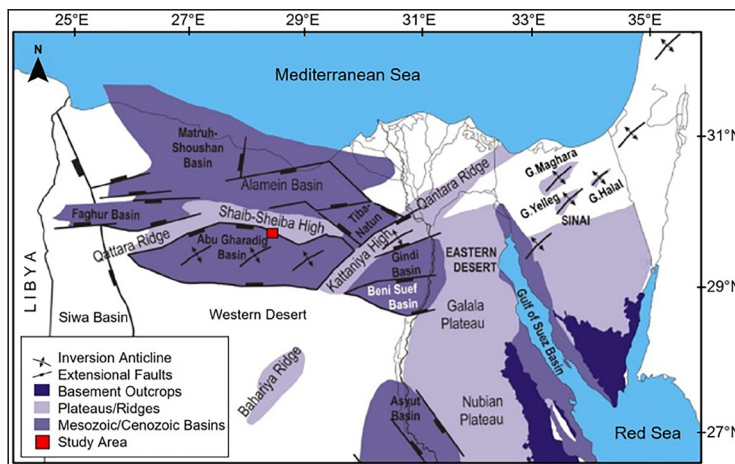 25°E
27°E
29°E
31°E
33°E
35°E
N
Mediterranean Sea
31°N
Matruh-
Shoushan
Basin
Alamein Basin
Qantara Ridge
G.Maghara
G.Yelleg
G.Halal
SINAI
Faghur Basin
Shaib-Sheiba High
Tiba-
Natun
Qattara Ridge
Abu Gharadig
Basin
Kattaniya High
Gindi
Basin
EASTERN
DESERT
Beni Suef
Basin
29°N
LIBYA
Siwa Basin
Western Desert
Galala
Plateau
Gulf of Suez Basin
Bahariya Ridge
Asyut
Basin
Nubian
Plateau
Red Sea
27°N
Inversion Anticline
Extensional Faults
Basement Outcrops
Plateaus/Ridges
Mesozoic/Cenozoic Basins
Study Area